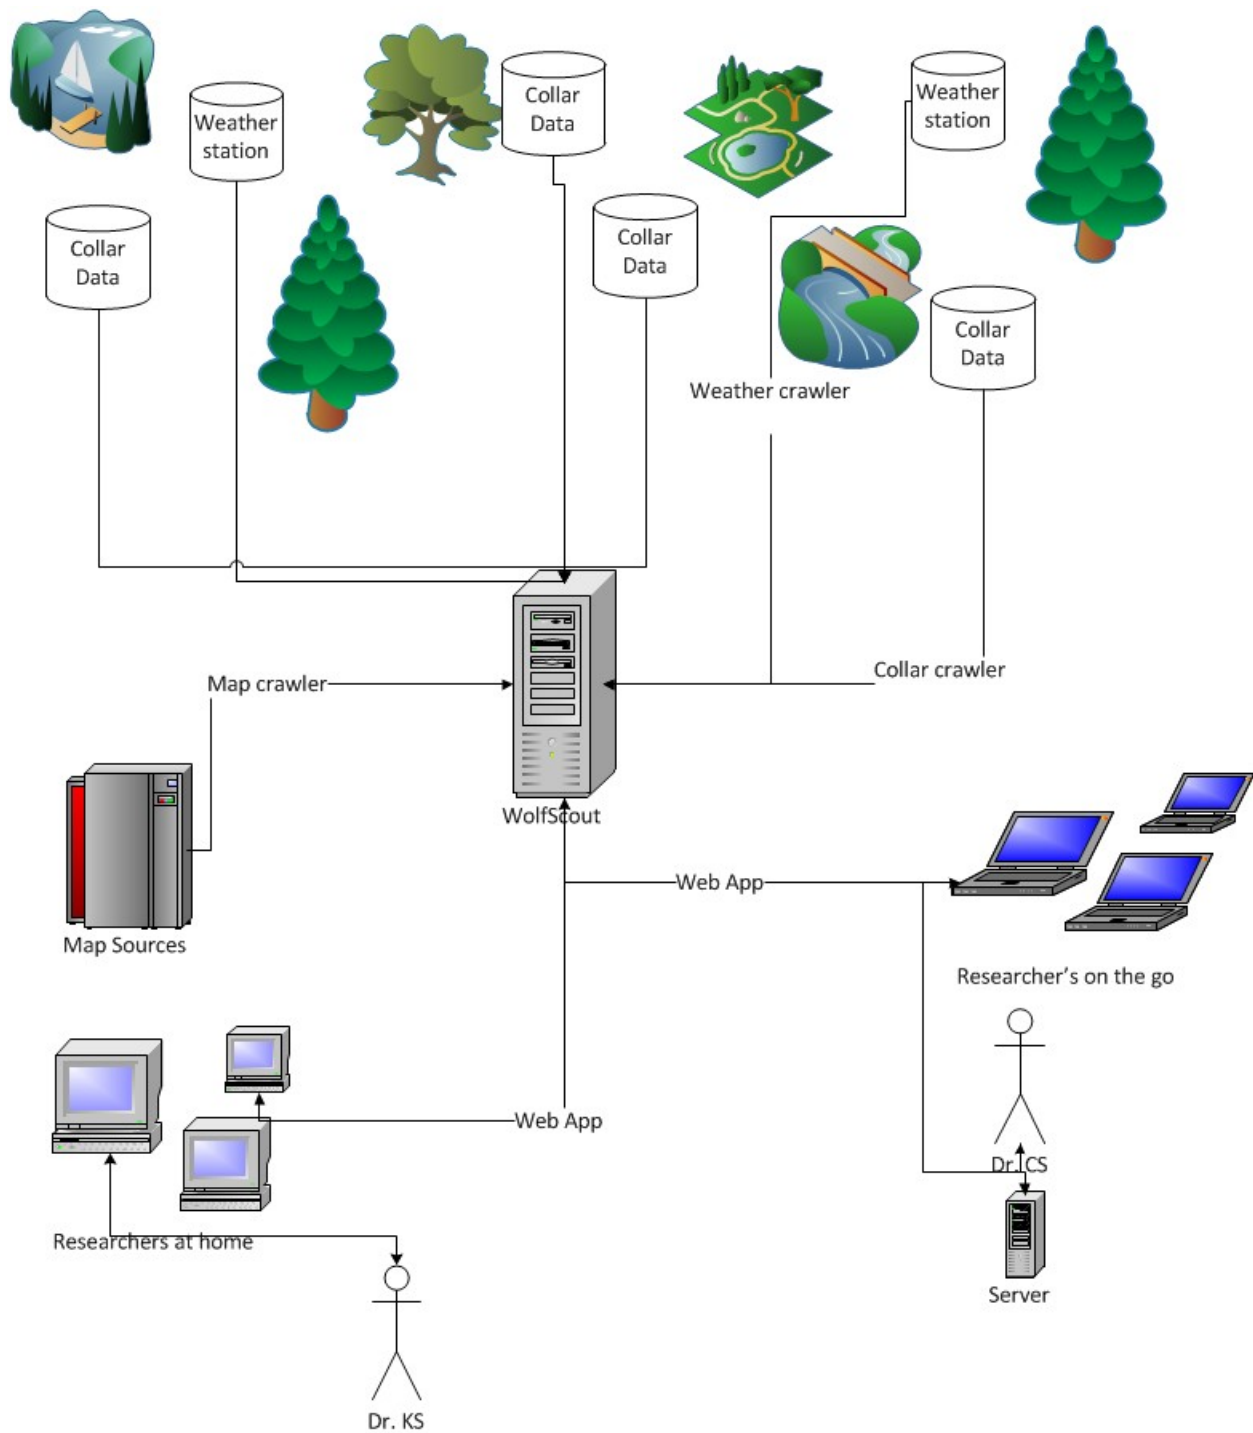 Weather
station
Collar
Data
Weather
station
Collar
Data
Collar
Data
Collar
Data
Weather crawler
Collar crawler
Map crawler
WolfScout
Web App
Map Sources
Researcher's on the go
Web App
Dr. CS
Researchers at home
Server
Dr. KS